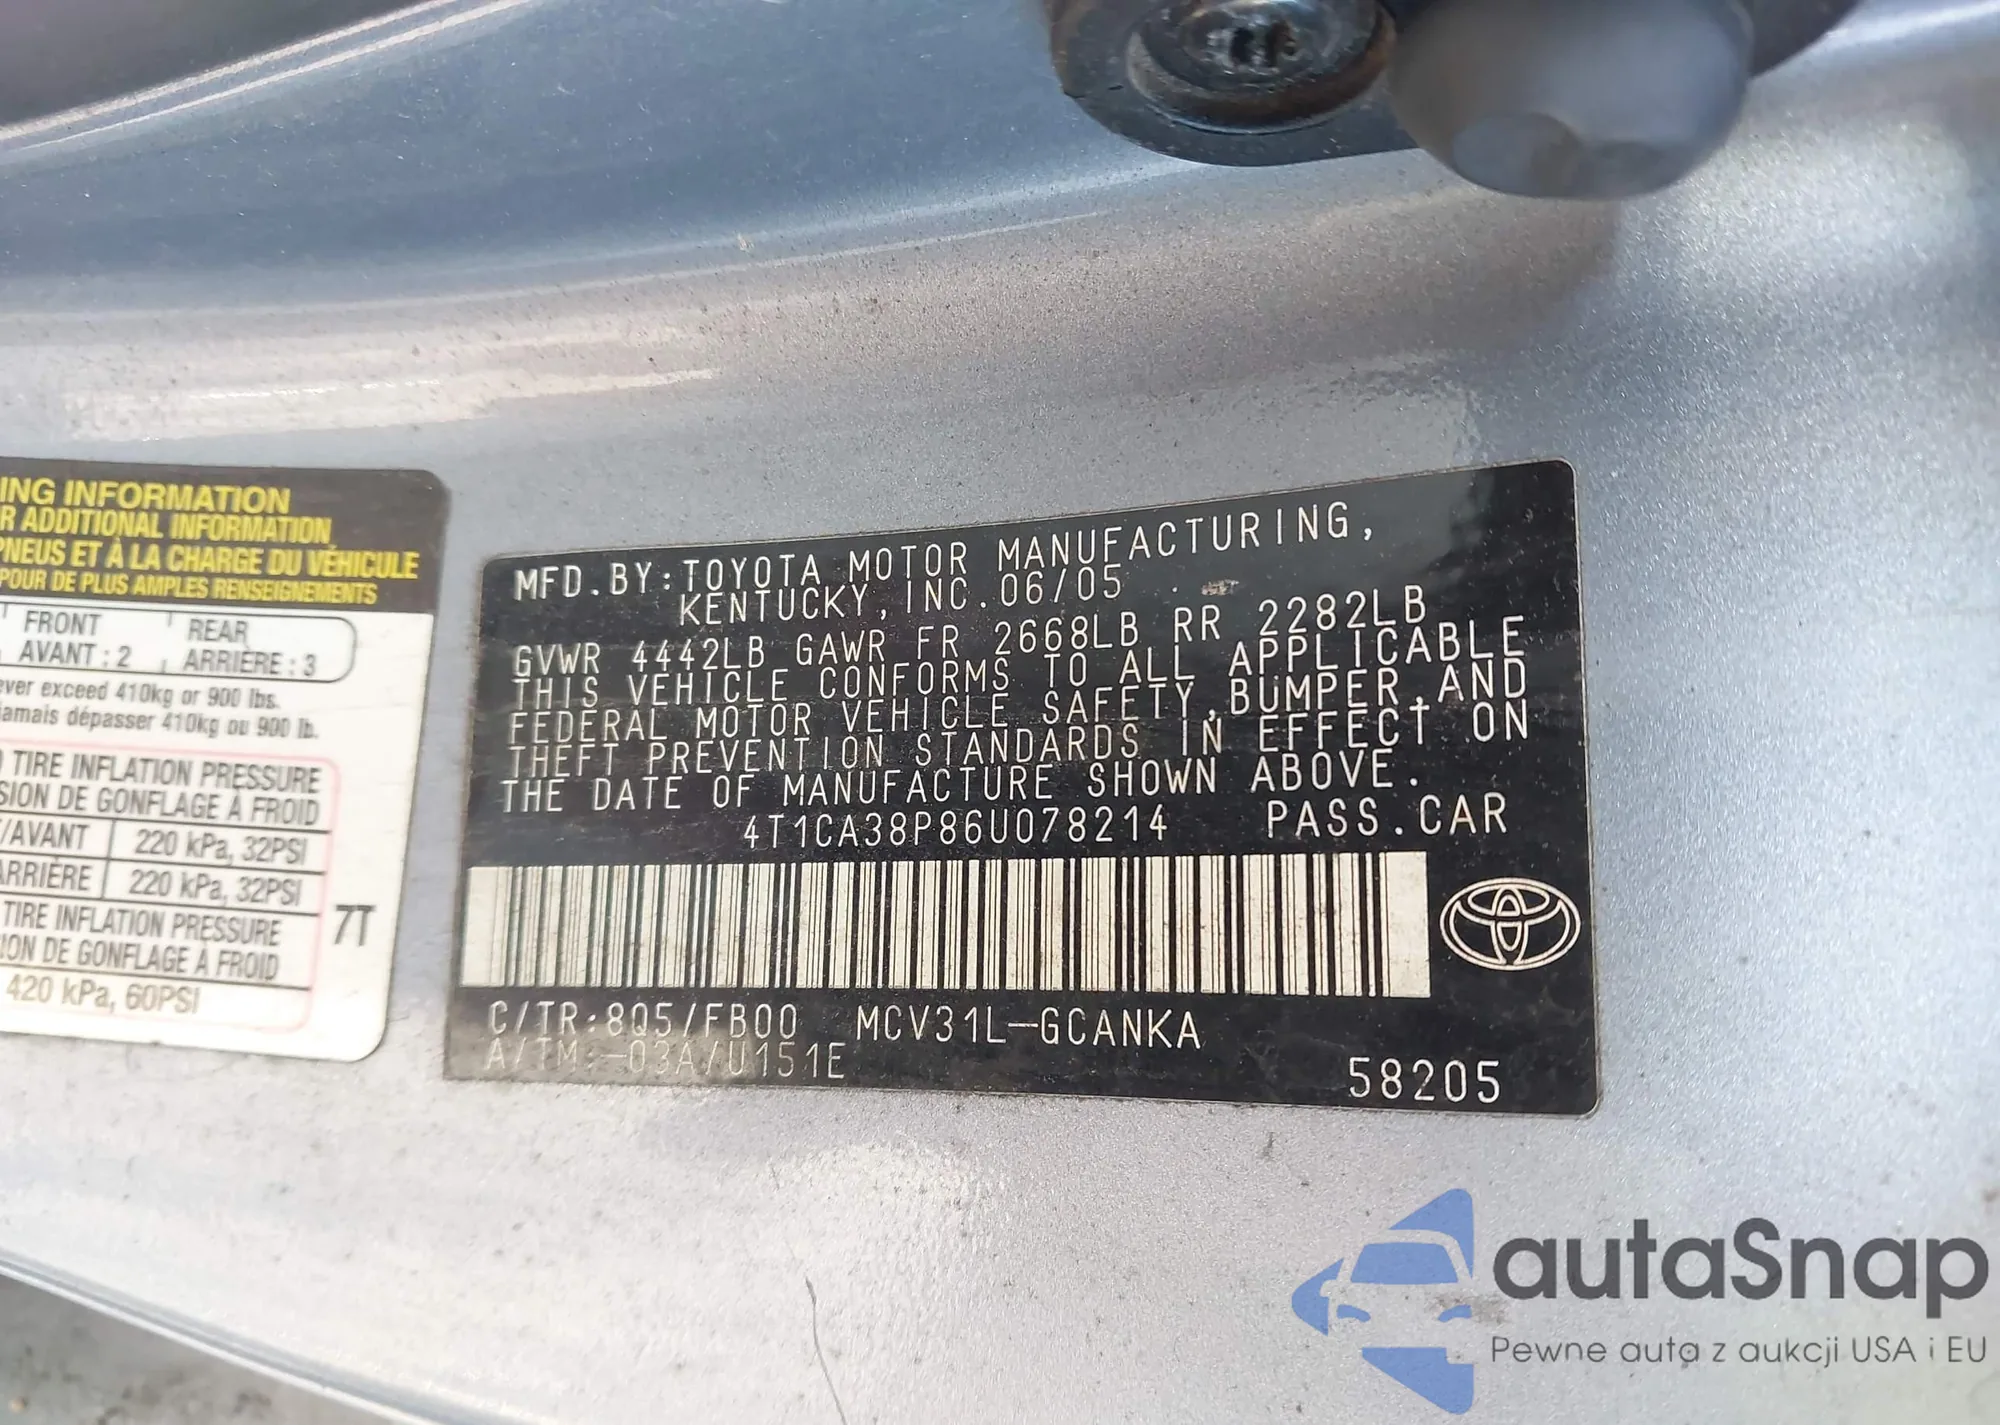 ING INFORMATION
R ADDITIONAL INFORMATION
PNEUS ET À LA CHARGE DU VÉHICULE
POUR DE PLUS AMPLES RENSEIGNEMENTS
FRONT REAR
AVANT : 2 ARRIÈRE : 3
ever exceed 410kg or 900 lbs.
jamais dépasser 410kg ou 900 lb.
TIRE INFLATION PRESSURE
SION DE GONFLAGE À FROID
/AVANT 220 kPa, 32PSI
ARRIÈRE 220 kPa, 32PSI
TIRE INFLATION PRESSURE
ION DE GONFLAGE À FROID
420 kPa, 60PSI
7T
MFD.BY:TOYOTA MOTOR MANUFACTURING,
KENTUCKY,INC.06/05
GVWR 4442LB GAWR FR 2668LB RR 2282LB
THIS VEHICLE CONFORMS TO ALL APPLICABLE
FEDERAL MOTOR VEHICLE SAFETY,BUMPER,AND
THEFT PREVENTION STANDARDS IN EFFECT ON
THE DATE OF MANUFACTURE SHOWN ABOVE.
4T1CA38P86U078214 PASS.CAR
C/TR:8Q5/FB00 MCV31L-GCANKA
A/TM:-03A/U151E
58205
autaSnap
Pewne auta z aukcji USA i EU